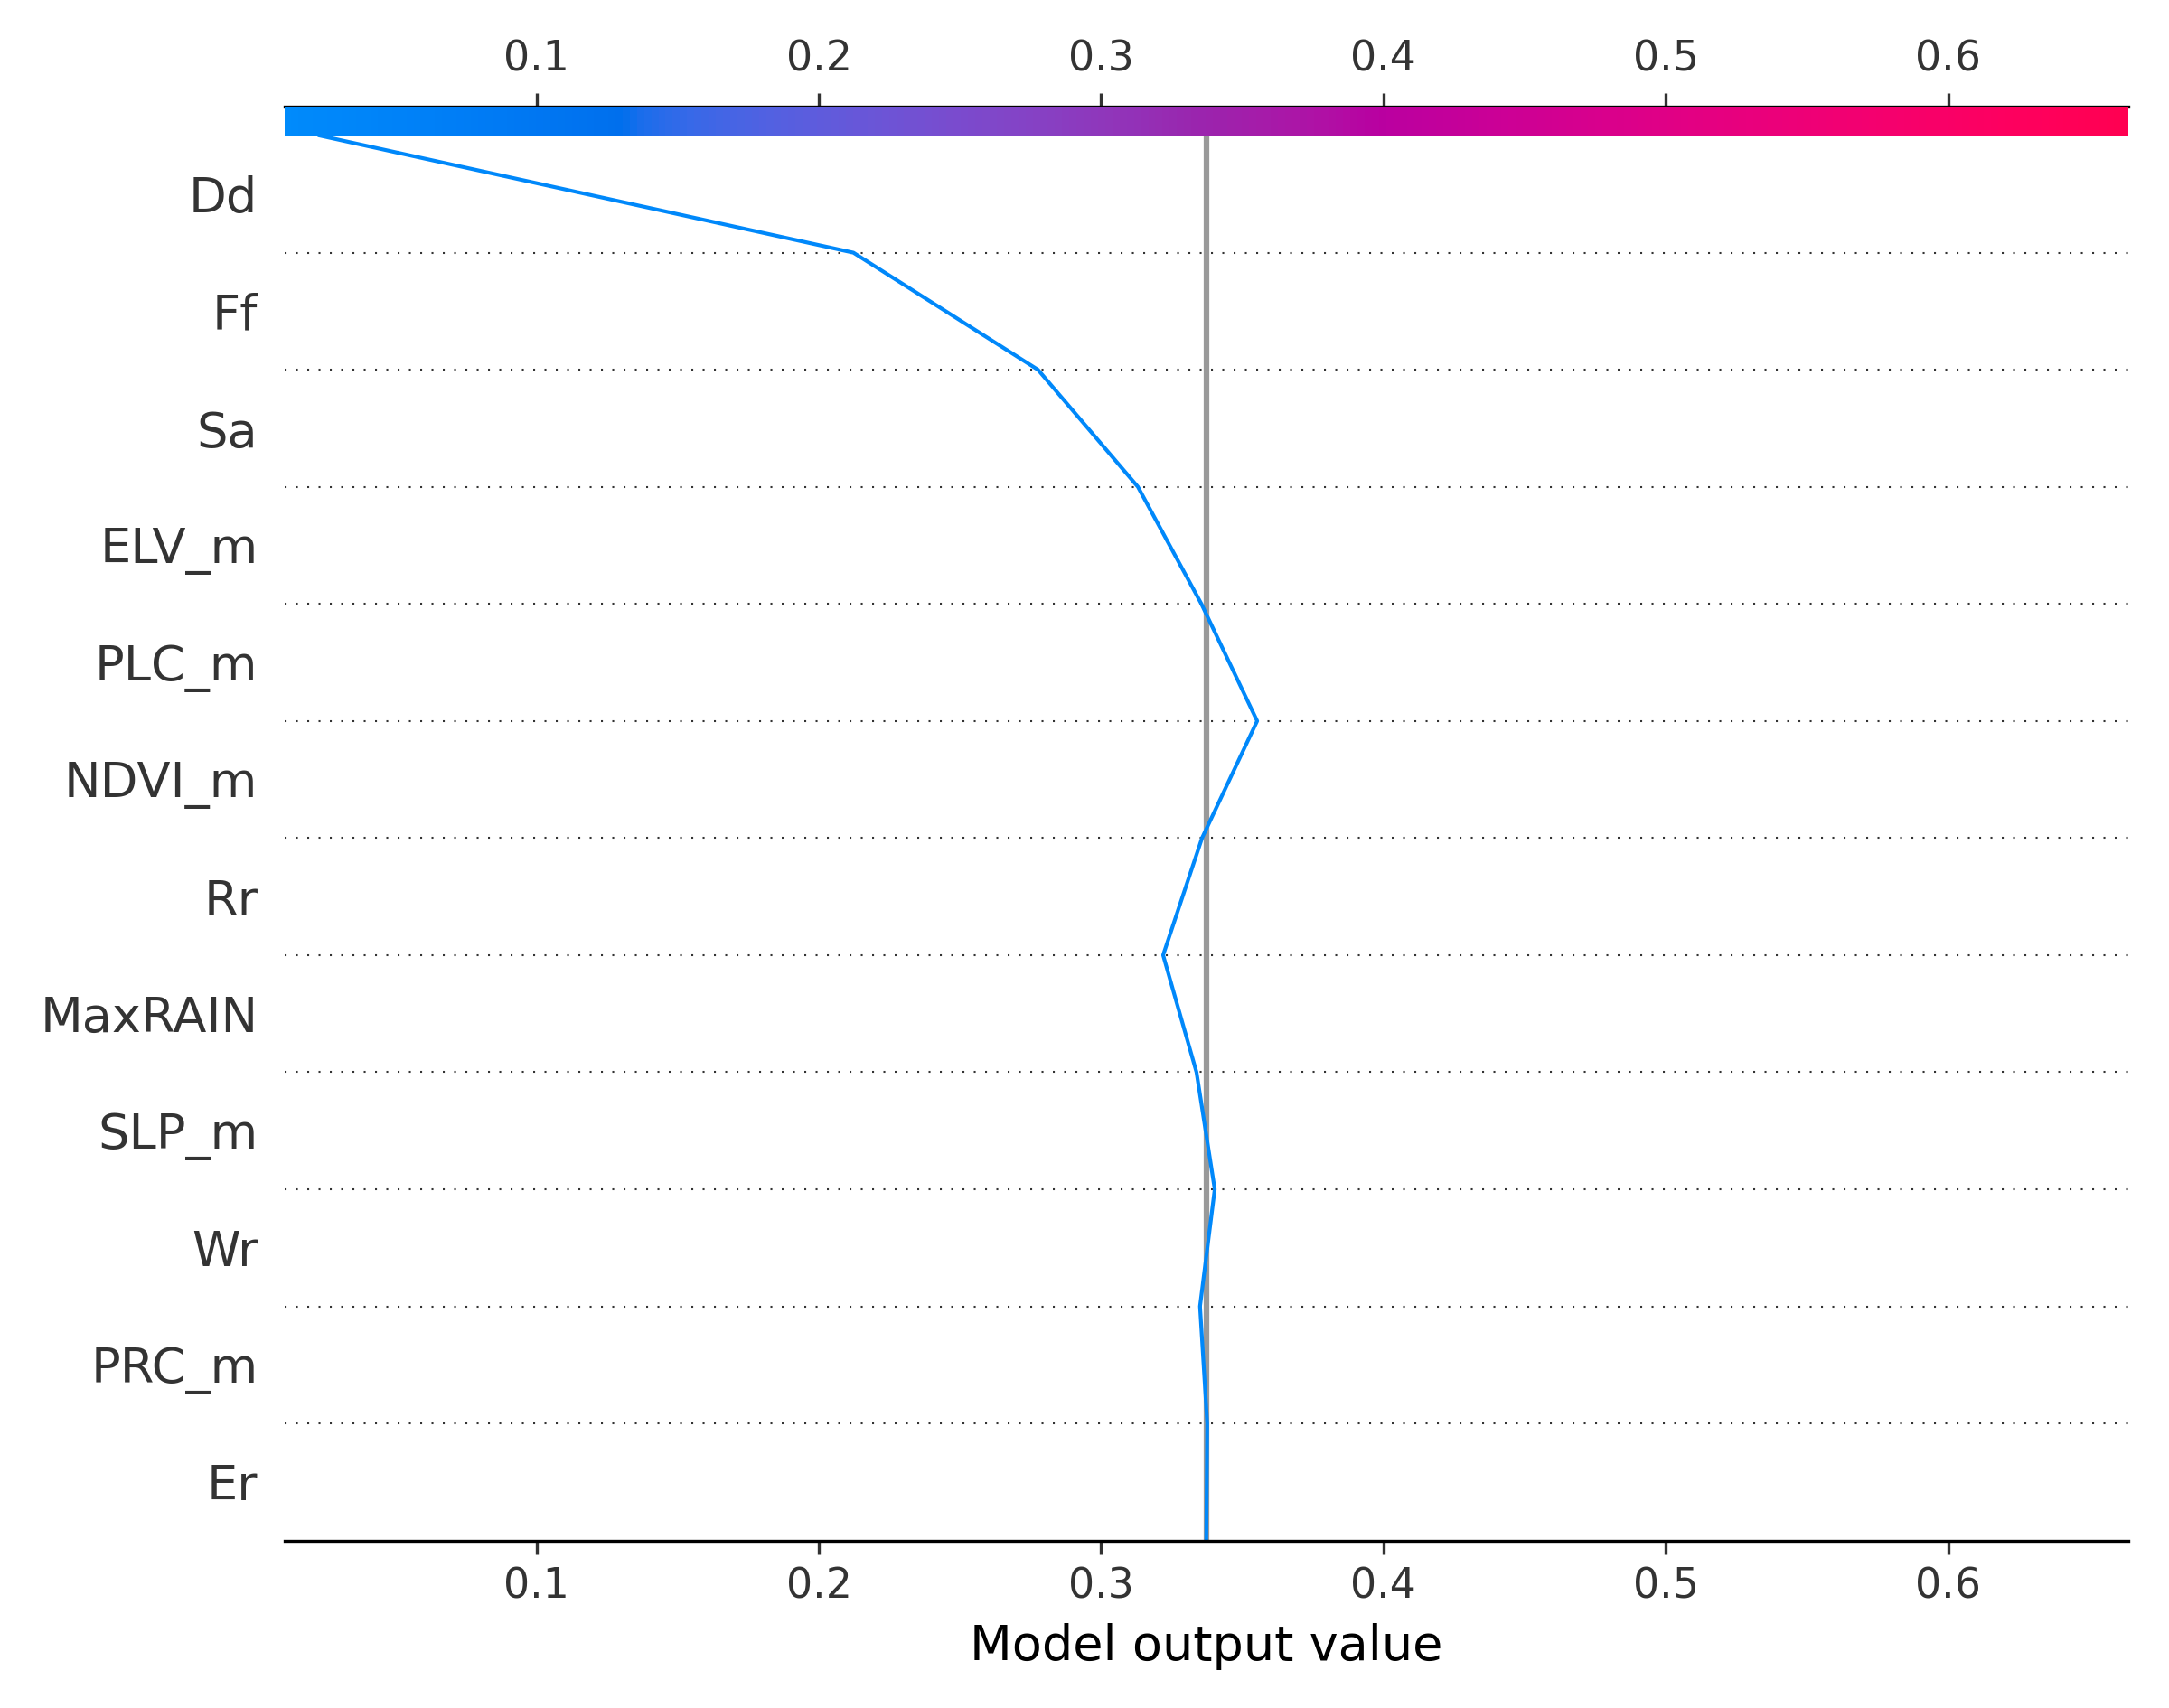 0.1 0.2 0.3 0.4 0.5 0.6
Dd
Ff
Sa
ELV_m
PLC_m
NDVI_m
Rr
MaxRAIN
SLP_m
Wr
PRC_m
Er
0.1 0.2 0.3 0.4 0.5 0.6
Model output value